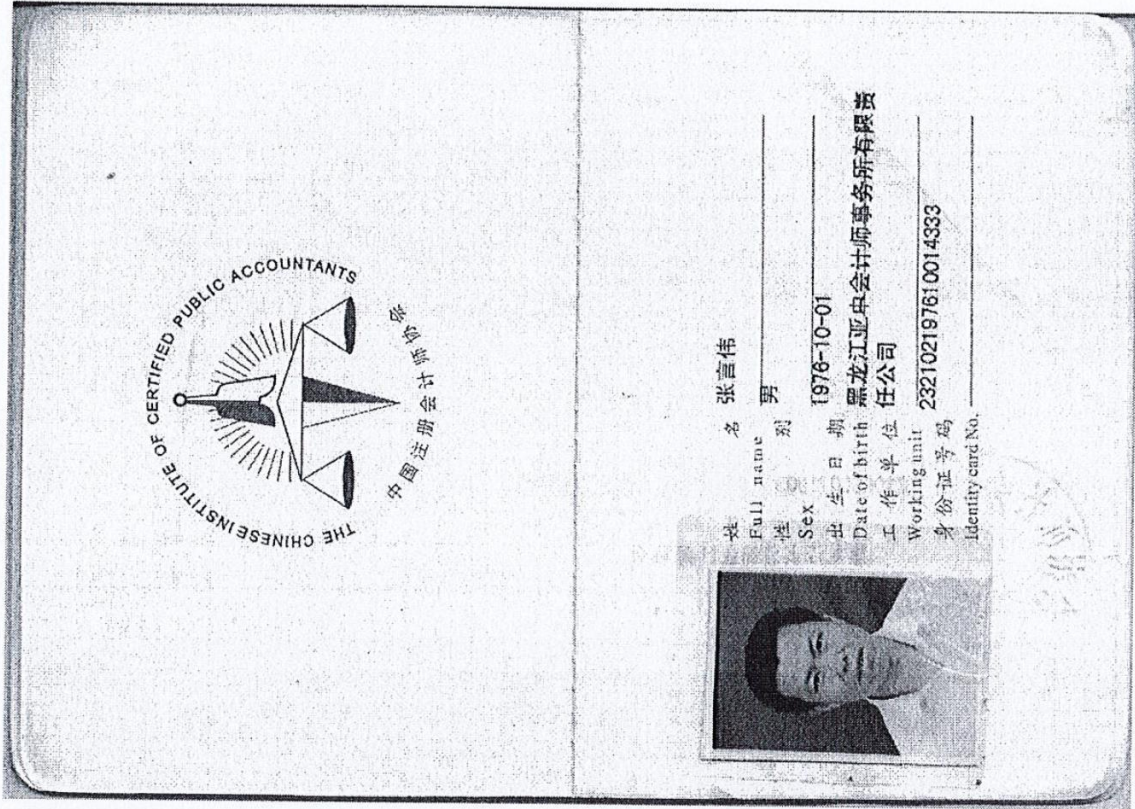 THE CHINESE INSTITUTE OF CERTIFIED PUBLIC ACCOUNTANTS
中国注册会计师协会
姓 名 张言伟
Full name
性 别 男
Sex
出 生 日 期 1976-10-01
Date of birth
工 作 单 位 黑龙江亚中会计师事务所有限责
任公司
Working unit
身 份 证 号 码 232102197610014333
Identity card No.